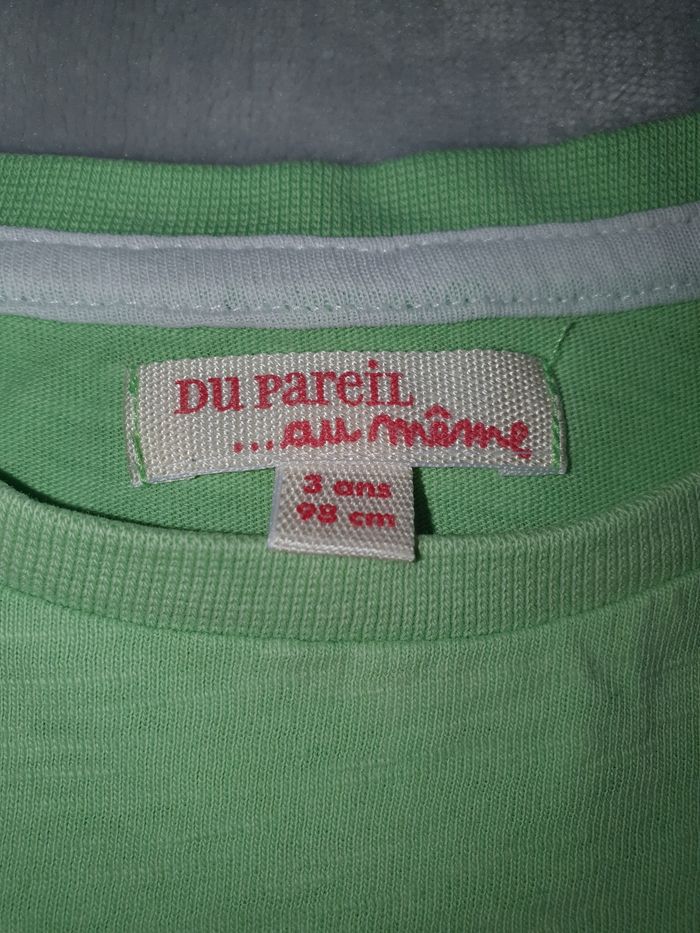 Du Pareil
...au même
3 ans
98 cm